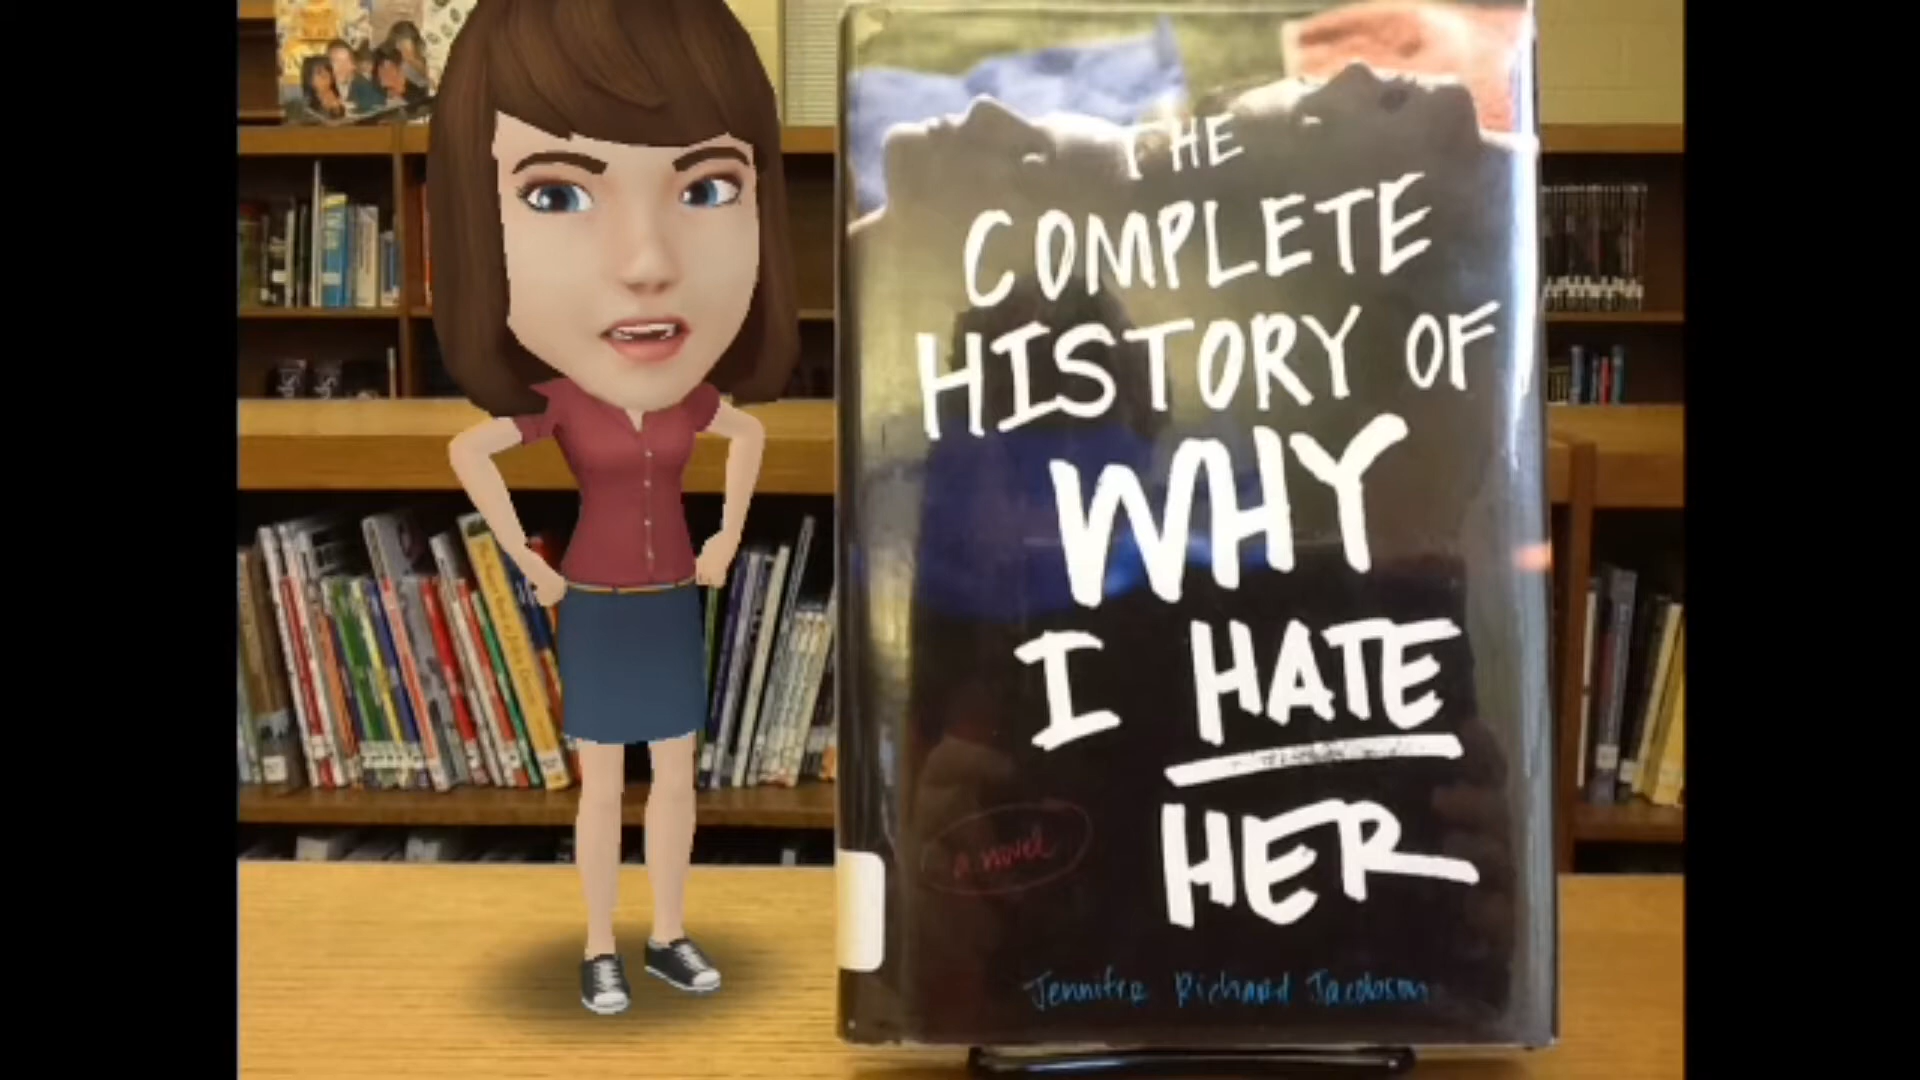 THE
COMPLETE
HISTORY OF
WHY
I HATE
HER
a novel
Jennifer Richard Jacobson